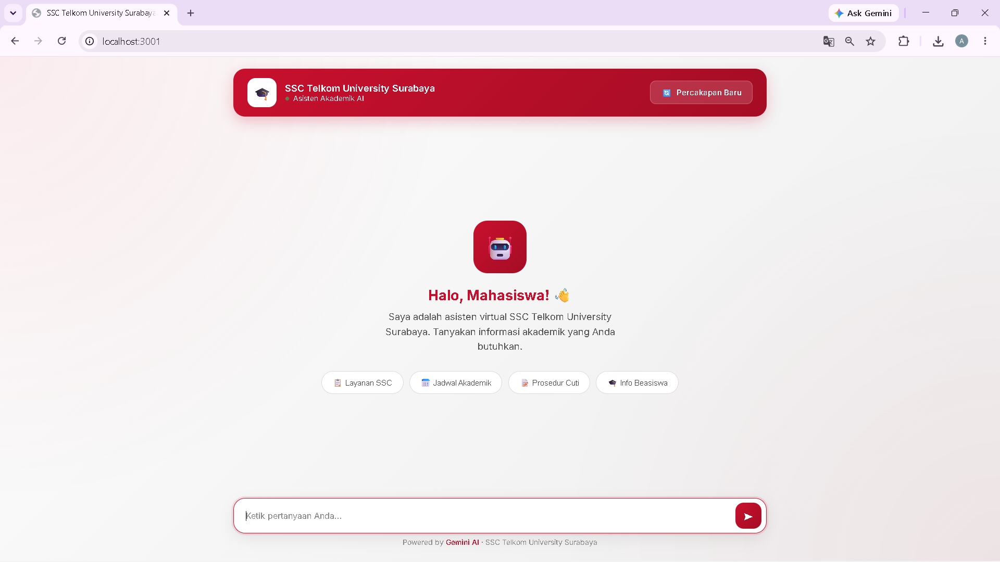 SSC Telkom University Surabaya
Ask Gemini
localhost:3001
A
SSC Telkom University Surabaya
Asisten Akademik AI
Percakapan Baru
Halo, Mahasiswa!
Saya adalah asisten virtual SSC Telkom University
Surabaya. Tanyakan informasi akademik yang Anda
butuhkan.
Layanan SSC
Jadwal Akademik
Prosedur Cuti
Info Beasiswa
Ketik pertanyaan Anda...
Powered by Gemini AI · SSC Telkom University Surabaya